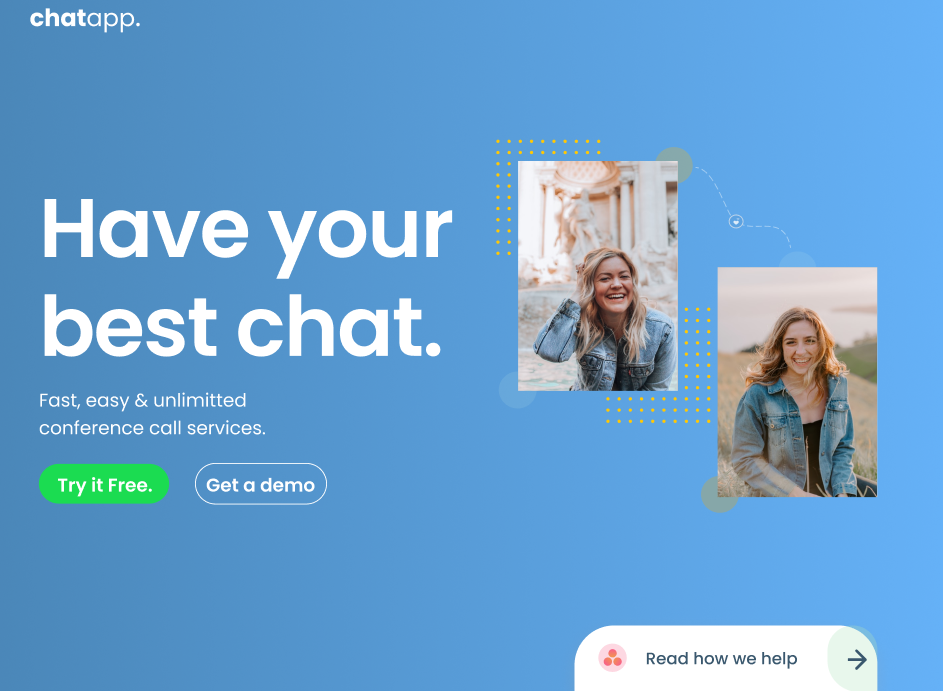 chatapp.
Have your
best chat.
Fast, easy & unlimitted
conference call services.
Try it Free.
Get a demo
Read how we help